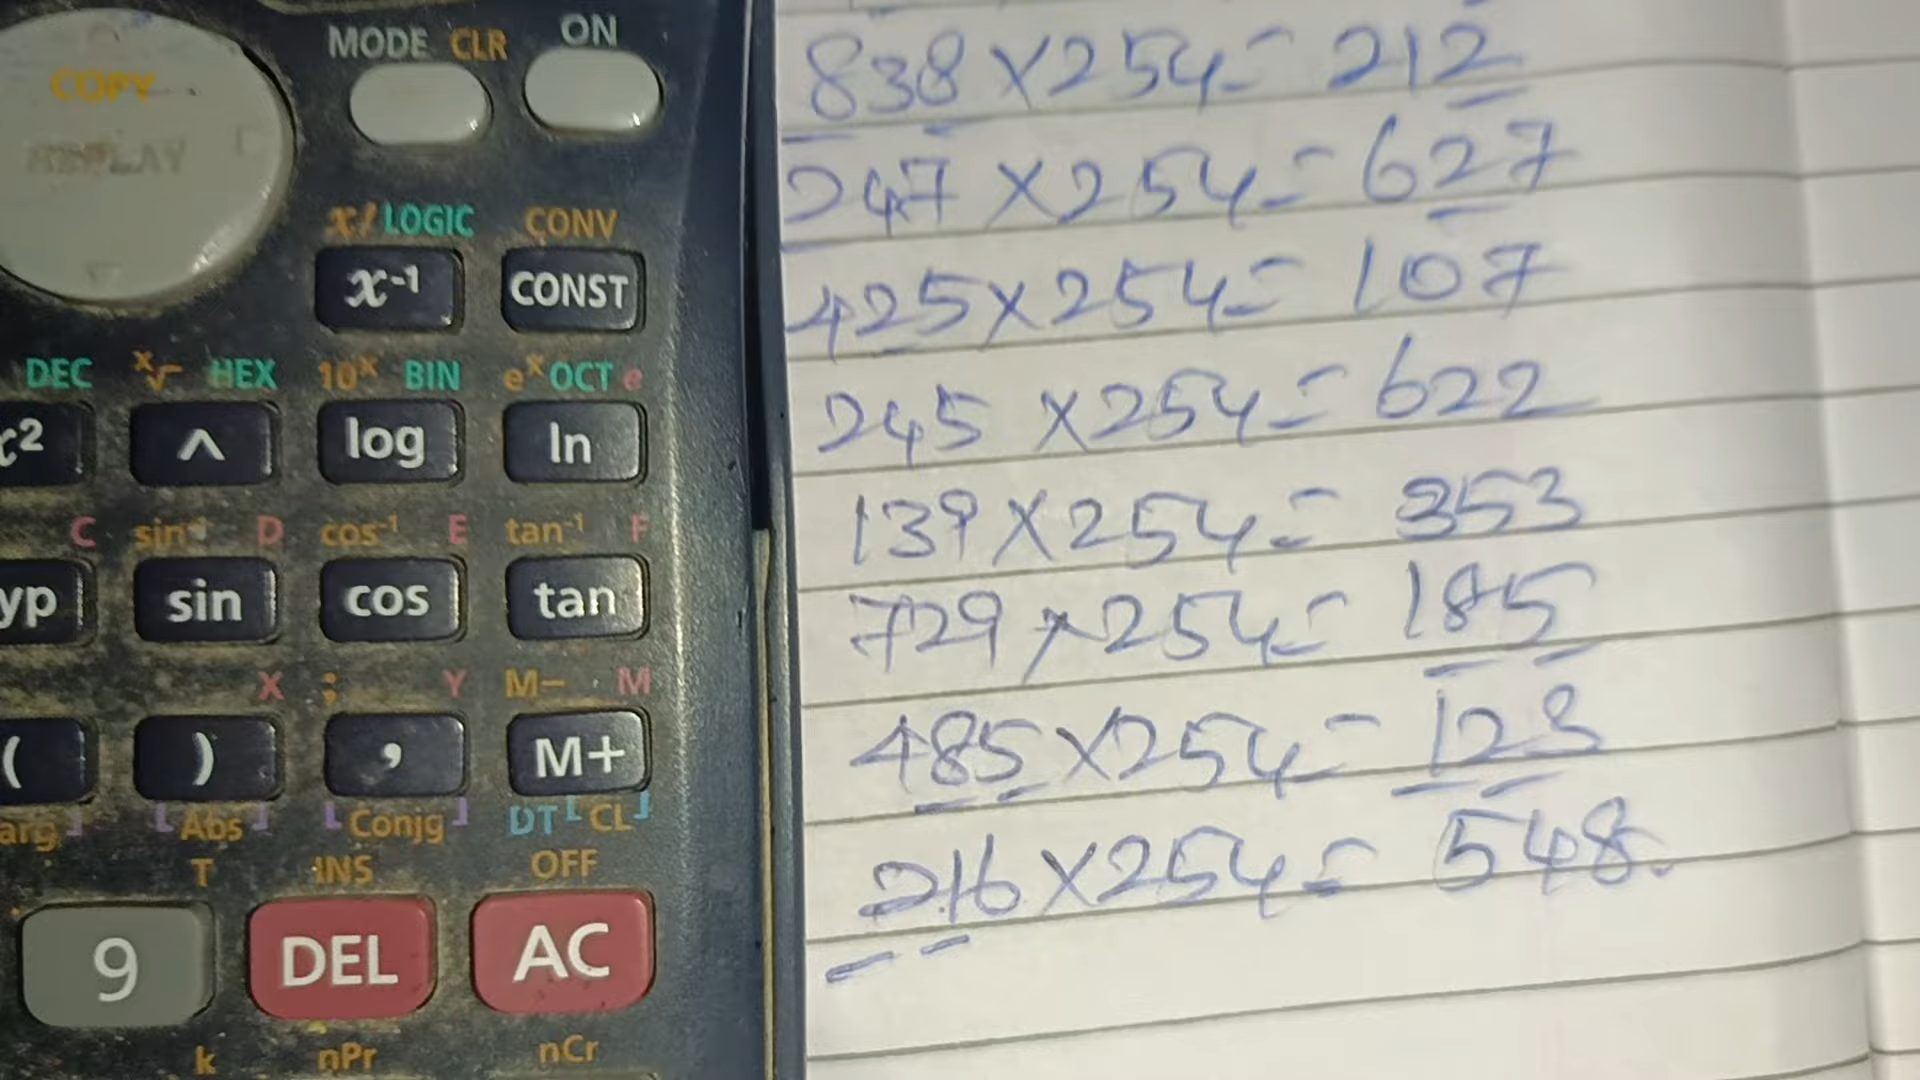 MODE CLR ON
COPY
REPLAY
x! LOGIC CONV
x-1 CONST
DEC x√ HEX 10x BIN ex OCT e
x2 ^ log ln
C sin-1 D cos-1 E tan-1 F
yp sin cos tan
X ; Y M- M
( ) , M+
arg Abs Conjg DT CL
T INS OFF
9 DEL AC
k nPr nCr
838 X 254 = 212
247 X 254 = 627
425 X 254 = 107
245 X 254 = 622
139 X 254 = 353
729 X 254 = 185
485 X 254 = 123
216 X 254 = 548.